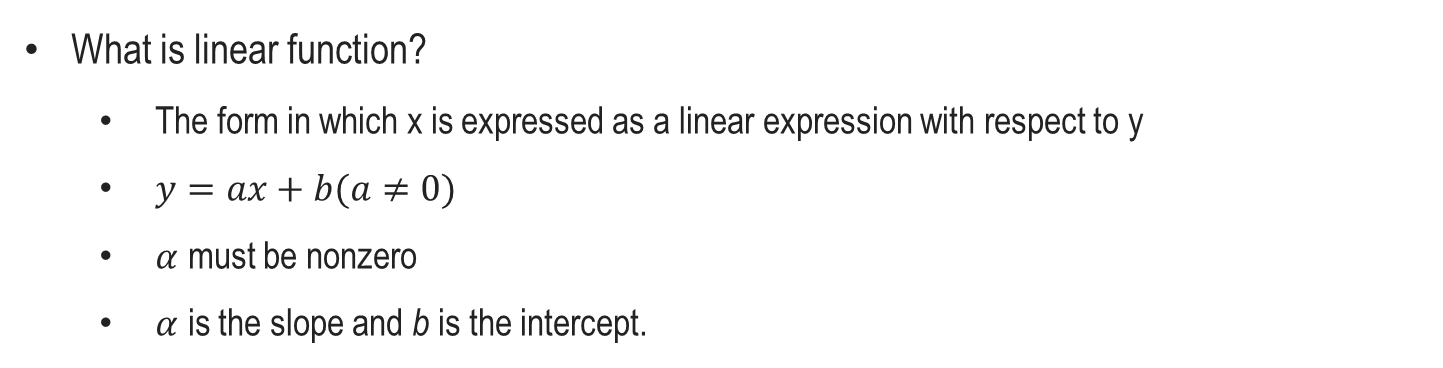 • What is linear function?
• The form in which x is expressed as a linear expression with respect to y
• y = ax + b(a ≠ 0)
• α must be nonzero
• α is the slope and b is the intercept.